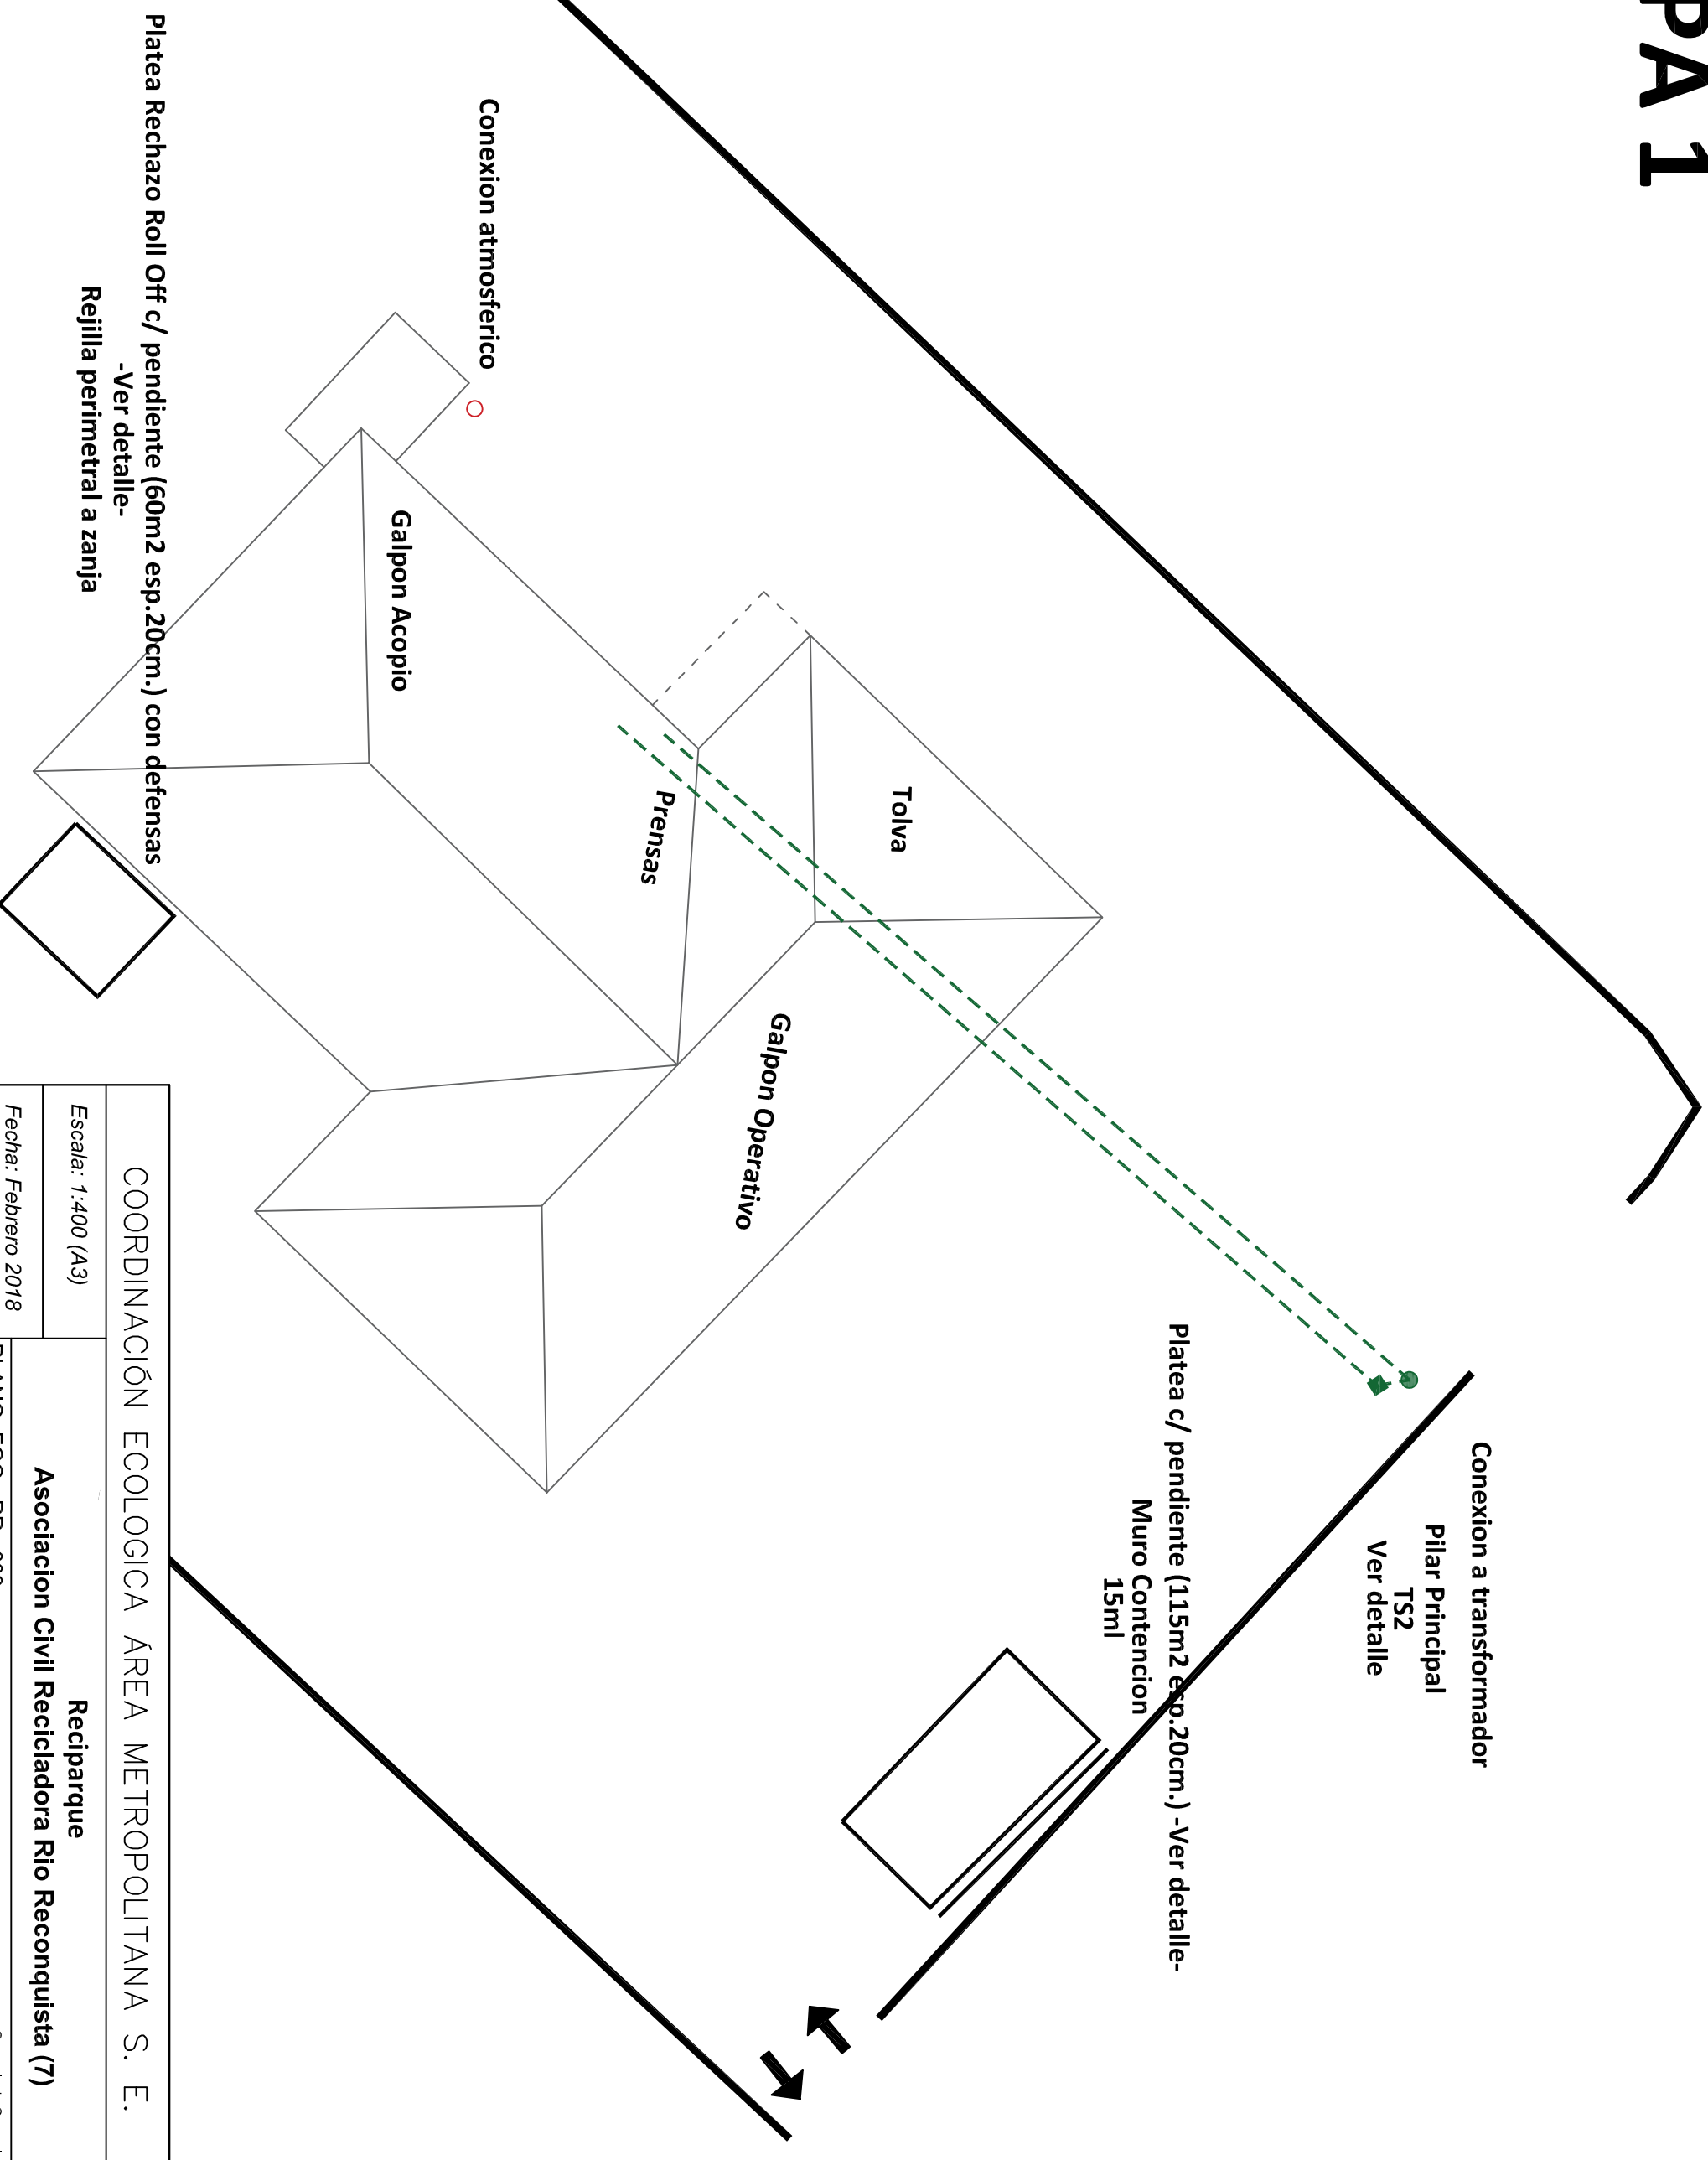 PA 1
Conexion a transformador
Pilar Principal
TS2
Ver detalle
Platea c/ pendiente (115m2 esp.20cm.) -Ver detalle-
Muro Contencion
15ml
Tolva
Galpon Operativo
Prensas
Conexion atmosferico
Galpon Acopio
Platea Rechazo Roll Off c/ pendiente (60m2 esp.20cm.) con defensas
-Ver detalle-
Rejilla perimetral a zanja
COORDINACIÓN ECOLOGICA ÁREA METROPOLITANA S. E.
Escala: 1:400 (A3)
Fecha: Febrero 2018
Reciparque
Asociacion Civil Recicladora Rio Reconquista (7)